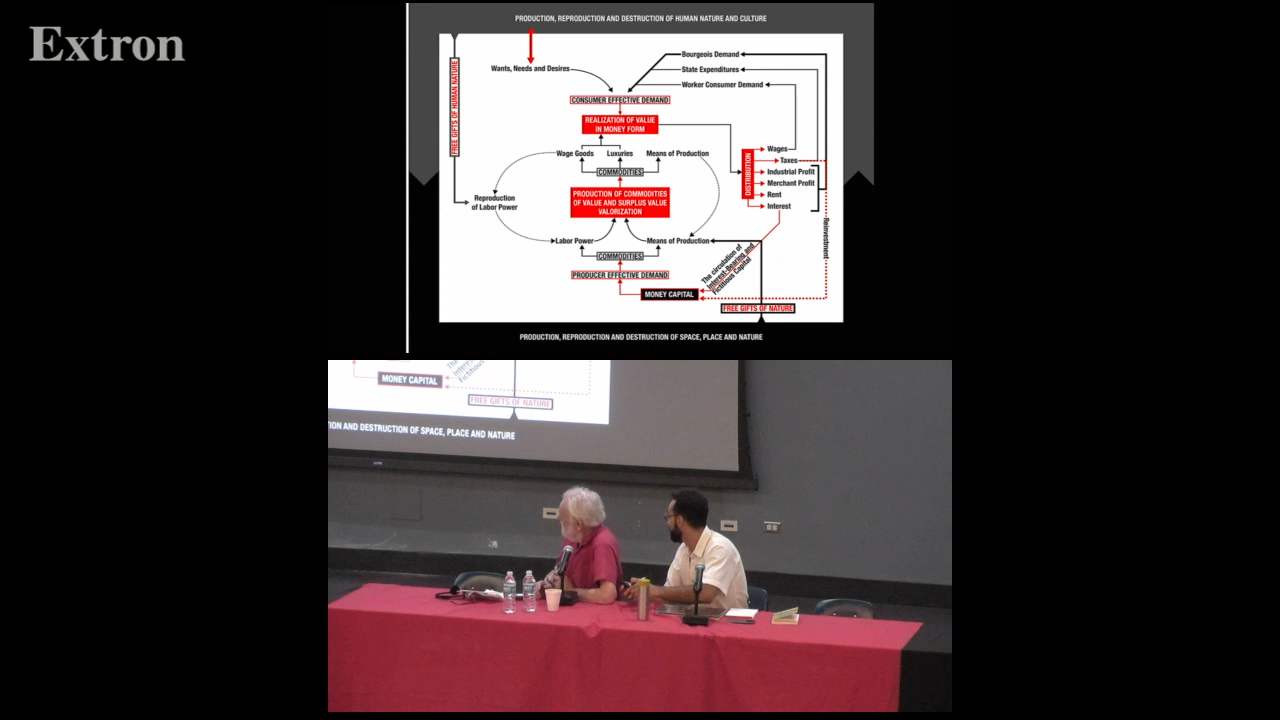 Extron
PRODUCTION, REPRODUCTION AND DESTRUCTION OF HUMAN NATURE AND CULTURE
FREE GIFTS OF HUMAN NATURE
Wants, Needs and Desires
Bourgeois Demand
State Expenditures
Worker Consumer Demand
CONSUMER EFFECTIVE DEMAND
REALIZATION OF VALUE
IN MONEY FORM
Wage Goods
Luxuries
Means of Production
COMMODITIES
DISTRIBUTION
Wages
Taxes
Industrial Profit
Merchant Profit
Rent
Interest
Reproduction
of Labor Power
PRODUCTION OF COMMODITIES
OF VALUE AND SURPLUS VALUE
VALORIZATION
Reinvestment
Labor Power
Means of Production
COMMODITIES
The circulation of
Interest-Bearing and
Fictitious Capital
PRODUCER EFFECTIVE DEMAND
MONEY CAPITAL
FREE GIFTS OF NATURE
PRODUCTION, REPRODUCTION AND DESTRUCTION OF SPACE, PLACE AND NATURE
The
Interes
Fictitious
MONEY CAPITAL
FREE GIFTS OF NATURE
ION AND DESTRUCTION OF SPACE, PLACE AND NATURE